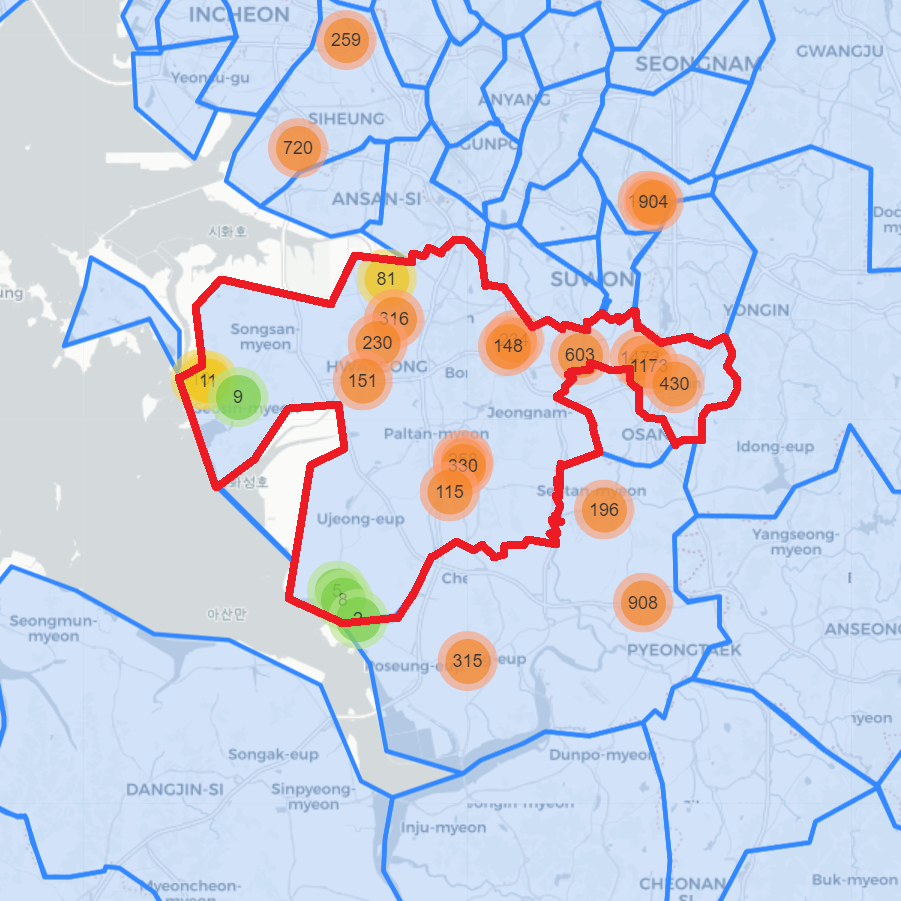 INCHEON
259
GWANGJU
SEONGNAM
Yeonsu-gu
ANYANG
SIHEUNG
720
GUNPO
ANSAN-SI
904
시화호
81
SUWON
YONGIN
316
Songsan-
myeon
230
148
603
1173
151
430
11
9
Jeongnam-
Paltan-myeon
OSAN
Idong-eup
330
115
196
Ujeong-eup
Yangseong-
myeon
8
908
아산만
Seongmun-
myeon
ANSEONG
PYEONGTAEK
315
Songak-eup
Dunpo-myeon
DANGJIN-SI
Sinpyeong-
myeon
Inju-myeon
Buk-myeon
CHEONAN
Myeoncheon-
myeon